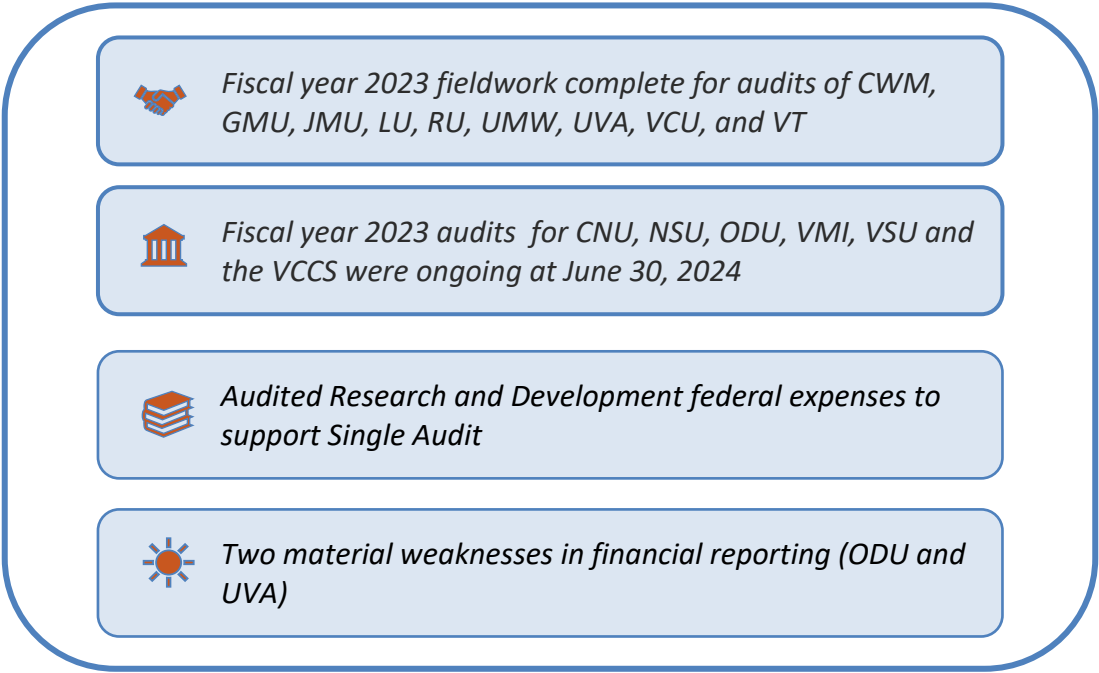 Fiscal year 2023 fieldwork complete for audits of CWM,
GMU, JMU, LU, RU, UMW, UVA, VCU, and VT
Fiscal year 2023 audits  for CNU, NSU, ODU, VMI, VSU and
the VCCS were ongoing at June 30, 2024
Audited Research and Development federal expenses to
support Single Audit
Two material weaknesses in financial reporting (ODU and
UVA)